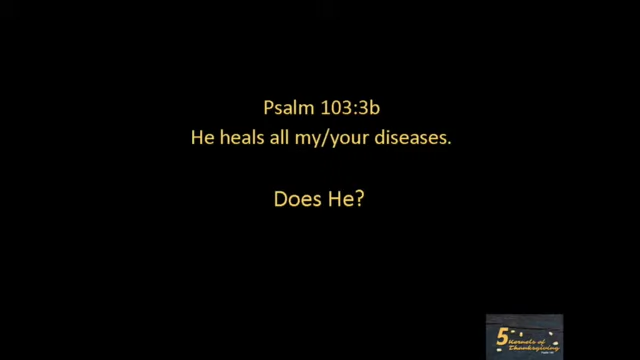 Psalm 103:3b
He heals all my/your diseases.
Does He?
5 Kernels of
Thanksgiving